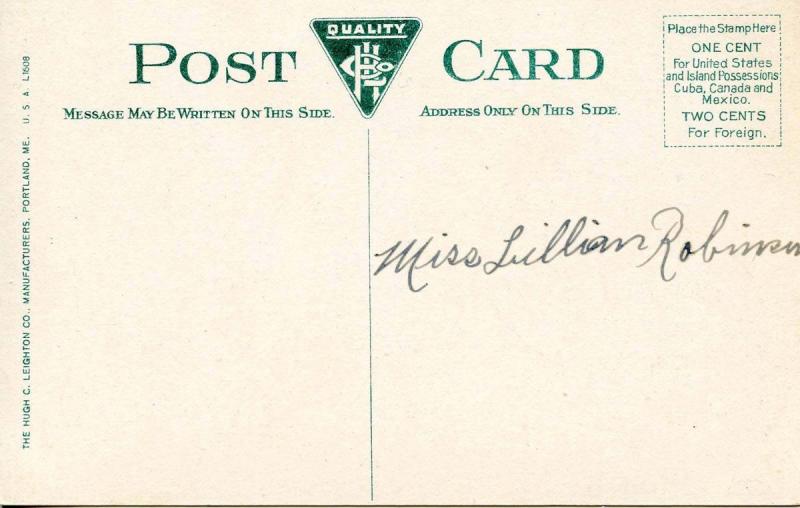 POST CARD
QUALITY
HCLCo
MESSAGE MAY BE WRITTEN ON THIS SIDE.
ADDRESS ONLY ON THIS SIDE.
Place the Stamp Here
ONE CENT
For United States
and Island Possessions
Cuba, Canada and
Mexico.
TWO CENTS
For Foreign.
Miss Lillian Robinson
THE HUGH C. LEIGHTON CO., MANUFACTURERS, PORTLAND, ME. U. S. A. L1608